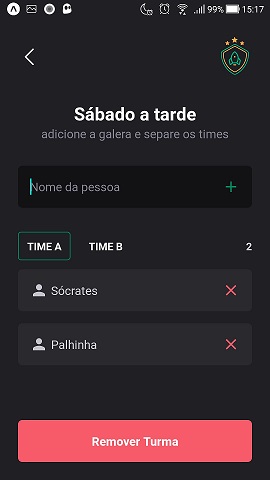 99% 15:17
Sábado a tarde
adicione a galera e separe os times
Nome da pessoa
TIME A TIME B 2
Sócrates
Palhinha
Remover Turma